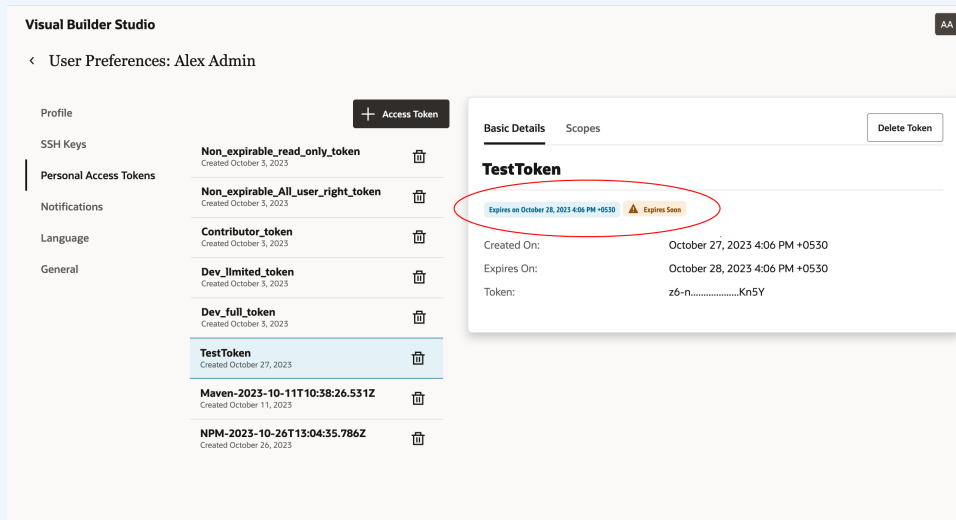 Visual Builder Studio
AA
User Preferences: Alex Admin
Profile
SSH Keys
Personal Access Tokens
Notifications
Language
General
Access Token
Non_expirable_read_only_token
Created October 3, 2023
Non_expirable_All_user_right_token
Created October 3, 2023
Contributor_token
Created October 3, 2023
Dev_lImited_token
Created October 3, 2023
Dev_full_token
Created October 3, 2023
TestToken
Created October 27, 2023
Maven-2023-10-11T10:38:26.531Z
Created October 11, 2023
NPM-2023-10-26T13:04:35.786Z
Created October 26, 2023
Basic Details Scopes
Delete Token
TestToken
Expires on October 28, 2023 4:06 PM +0530 Expires Soon
Created On: October 27, 2023 4:06 PM +0530
Expires On: October 28, 2023 4:06 PM +0530
Token: z6-n...................Kn5Y